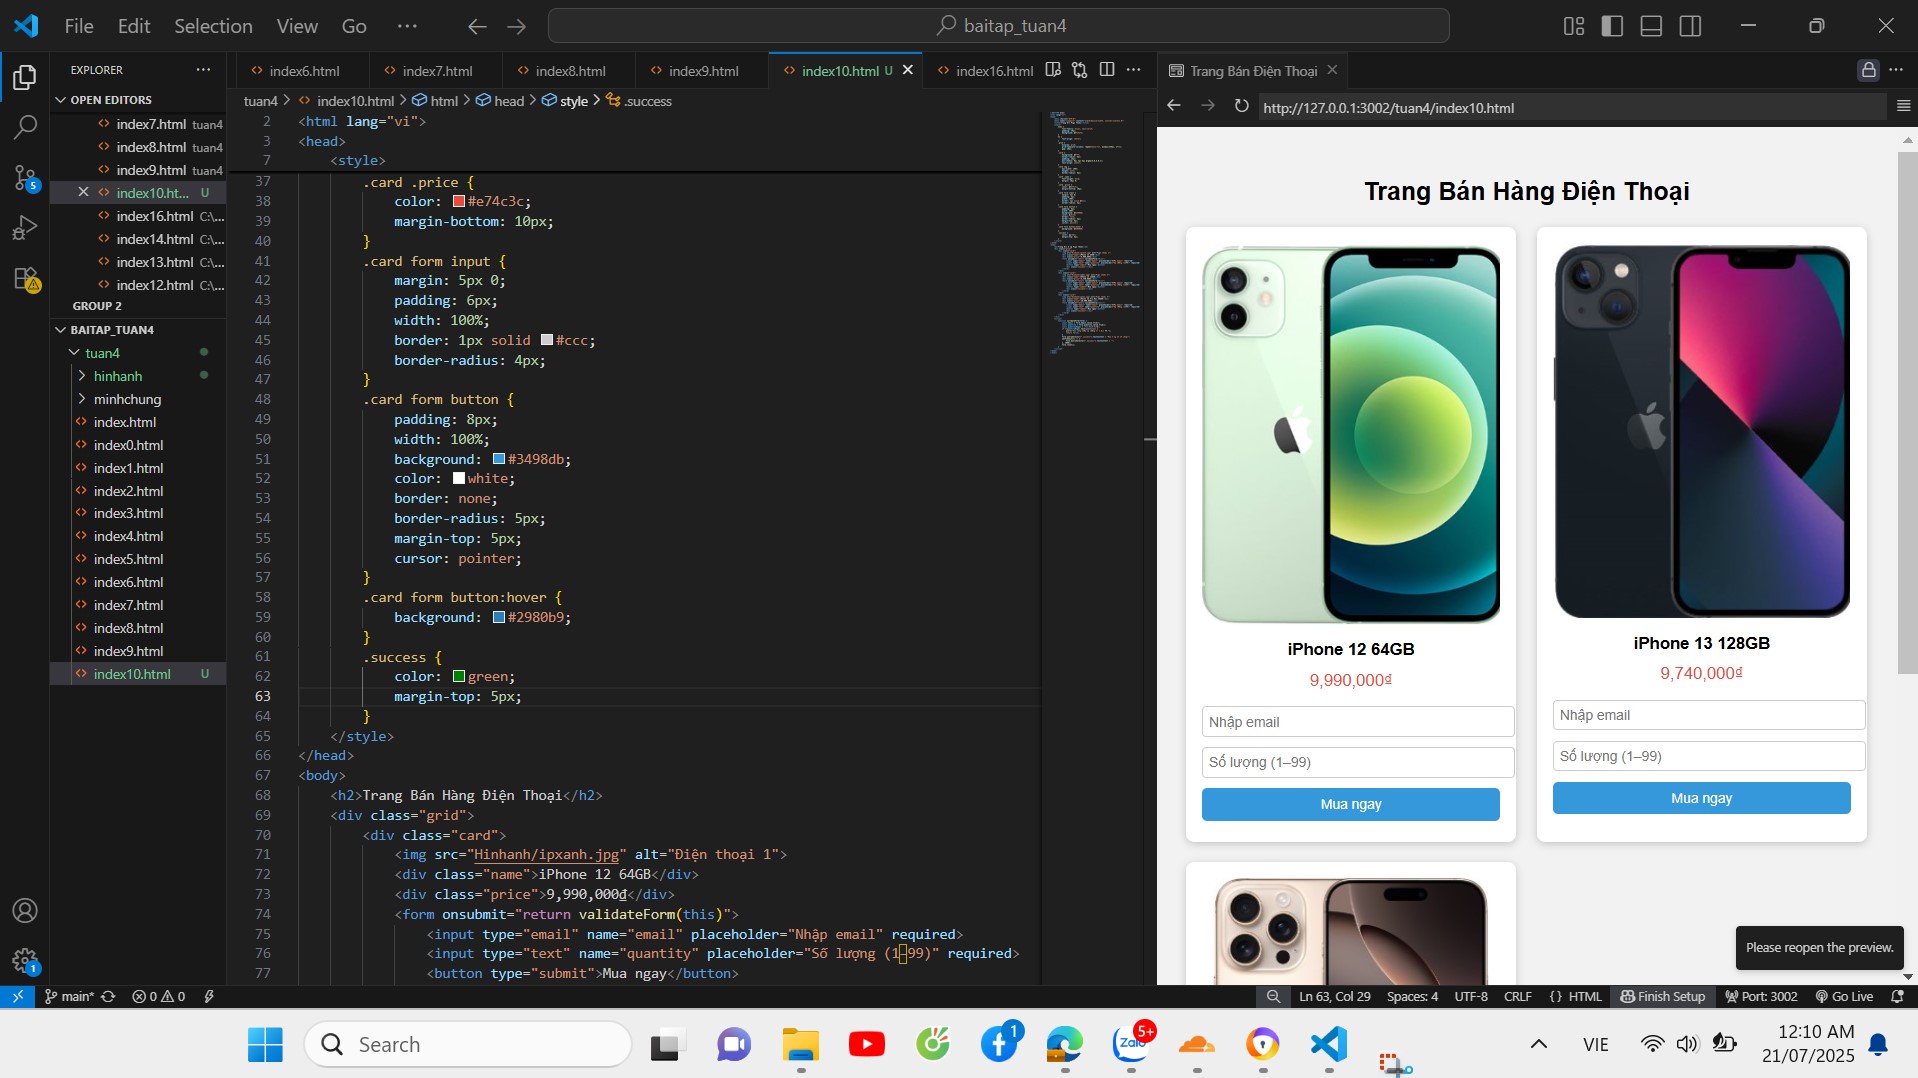 File Edit Selection View Go ···
baitap_tuan4
EXPLORER
OPEN EDITORS
index7.html tuan4
index8.html tuan4
index9.html tuan4
index10.ht... U
index16.html C:\...
index14.html C:\...
index13.html C:\...
index12.html C:\...
GROUP 2
BAITAP_TUAN4
tuan4
hinhanh
minhchung
index.html
index0.html
index1.html
index2.html
index3.html
index4.html
index5.html
index6.html
index7.html
index8.html
index9.html
index10.html U
5
1
index6.html index7.html index8.html index9.html index10.html U index16.html
tuan4 > index10.html > html > head > style > .success
2 <html lang="vi">
3 <head>
7 <style>
37 .card .price {
38 color: #e74c3c;
39 margin-bottom: 10px;
40 }
41 .card form input {
42 margin: 5px 0;
43 padding: 6px;
44 width: 100%;
45 border: 1px solid #ccc;
46 border-radius: 4px;
47 }
48 .card form button {
49 padding: 8px;
50 width: 100%;
51 background: #3498db;
52 color: white;
53 border: none;
54 border-radius: 5px;
55 margin-top: 5px;
56 cursor: pointer;
57 }
58 .card form button:hover {
59 background: #2980b9;
60 }
61 .success {
62 color: green;
63 margin-top: 5px;
64 }
65 </style>
66 </head>
67 <body>
68 <h2>Trang Bán Hàng Điện Thoại</h2>
69 <div class="grid">
70 <div class="card">
71 <img src="Hinhanh/ipxanh.jpg" alt="Điện thoại 1">
72 <div class="name">iPhone 12 64GB</div>
73 <div class="price">9,990,000₫</div>
74 <form onsubmit="return validateForm(this)">
75 <input type="email" name="email" placeholder="Nhập email" required>
76 <input type="text" name="quantity" placeholder="Số lượng (1–99)" required>
77 <button type="submit">Mua ngay</button>
Trang Bán Điện Thoại
http://127.0.0.1:3002/tuan4/index10.html
Trang Bán Hàng Điện Thoại
iPhone 12 64GB
9,990,000₫
Nhập email
Số lượng (1–99)
Mua ngay
iPhone 13 128GB
9,740,000₫
Nhập email
Số lượng (1–99)
Mua ngay
Please reopen the preview.
main* 0 0 Ln 63, Col 29 Spaces: 4 UTF-8 CRLF {} HTML Finish Setup Port: 3002 Go Live
Search
1
Zalo
5+
VIE
12:10 AM
21/07/2025